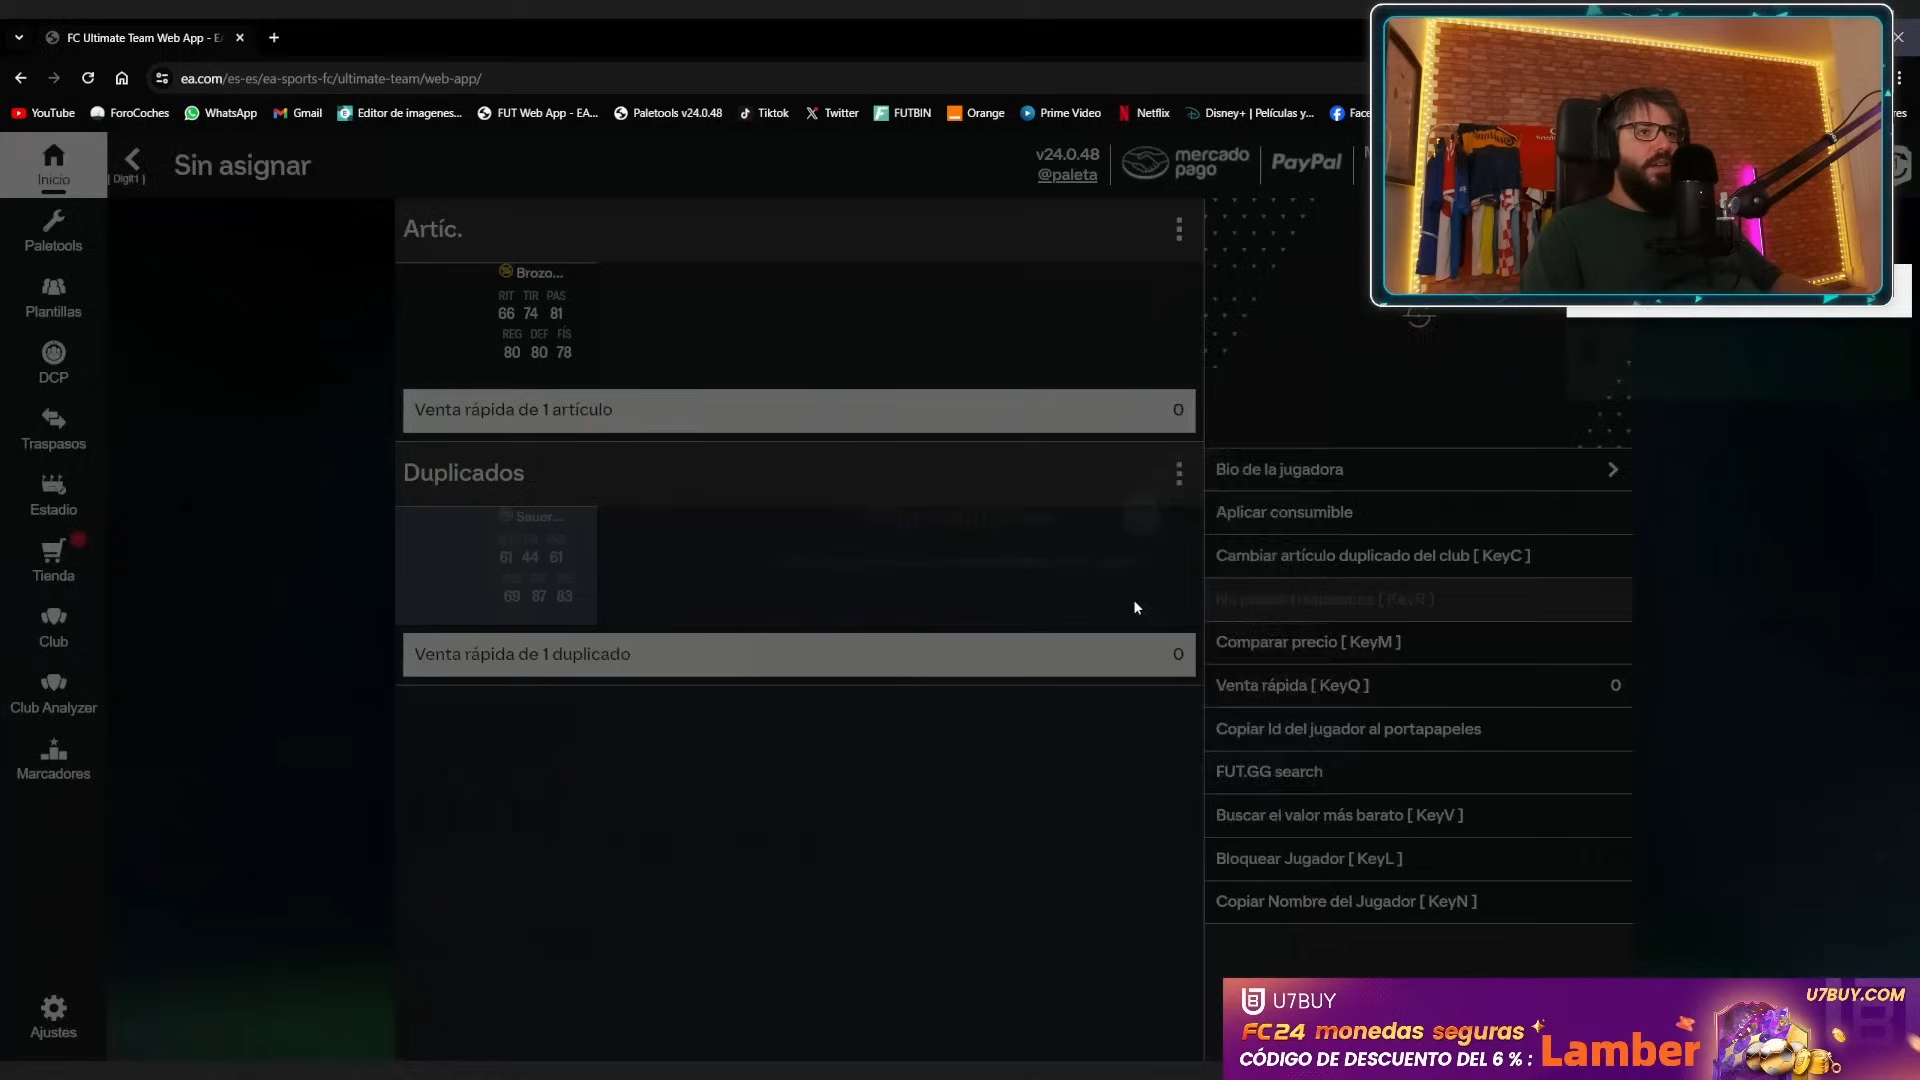 FC Ultimate Team Web App - E
ea.com/es-es/ea-sports-fc/ultimate-team/web-app/
YouTube
ForoCoches
WhatsApp
Gmail
Editor de imagenes...
FUT Web App - EA...
Paletools v24.0.48
Tiktok
Twitter
FUTBIN
Orange
Prime Video
Netflix
Disney+ | Películas y...
Inicio
[ Digit1 ]
Sin asignar
v24.0.48
@paleta
mercado
pago
PayPal
Paletools
Plantillas
DCP
Traspasos
Estadio
Tienda
Club
Club Analyzer
Marcadores
Ajustes
Artíc.
Brozo...
RIT TIR PAS
66 74 81
REG DEF FÍS
80 80 78
Venta rápida de 1 artículo 0
Duplicados
Sauer...
61 44 61
69 87 83
Venta rápida de 1 duplicado 0
Bio de la jugadora
Aplicar consumible
Cambiar artículo duplicado del club [ KeyC ]
[ KeyR ]
Comparar precio [ KeyM ]
Venta rápida [ KeyQ ] 0
Copiar Id del jugador al portapapeles
FUT.GG search
Buscar el valor más barato [ KeyV ]
Bloquear Jugador [ KeyL ]
Copiar Nombre del Jugador [ KeyN ]
U7BUY
U7BUY.COM
FC24 monedas seguras
CÓDIGO DE DESCUENTO DEL 6 % : Lamber